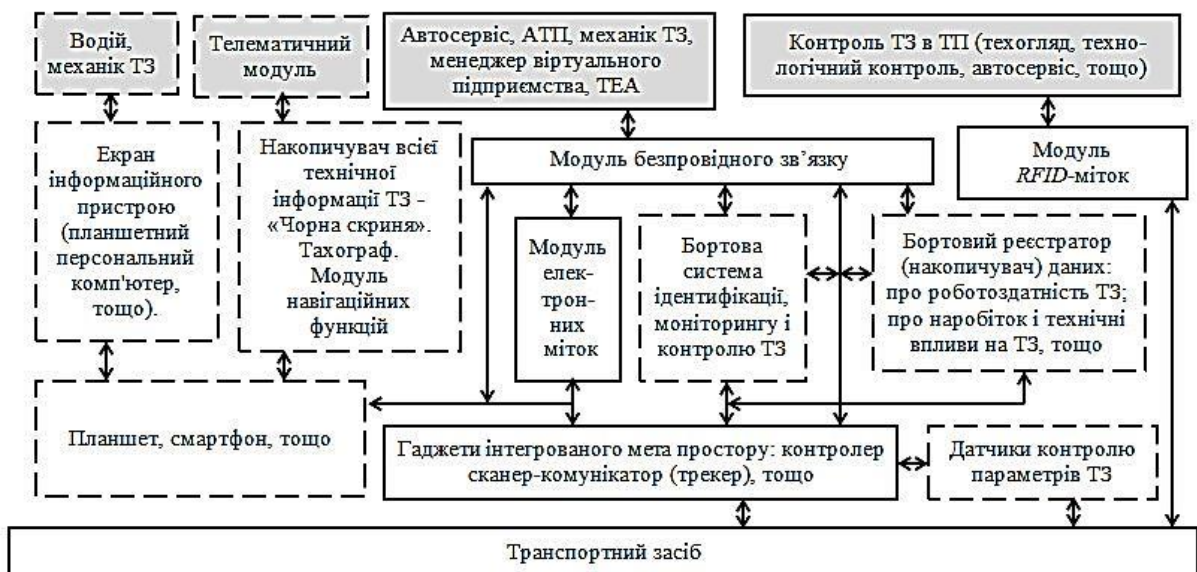 Водій,
механік ТЗ
Телематичний
модуль
Автосервіс, АТП, механік ТЗ,
менеджер віртуального
підприємства, ТЕА
Контроль ТЗ в ТП (техогляд, техно-
логічний контроль, автосервіс, тощо)
Екран
інформаційного
пристрою
(планшетний
персональний
комп'ютер,
тощо).
Накопичувач всієї
технічної
інформації ТЗ -
«Чорна скриня».
Тахограф.
Модуль
навігаційних
функцій
Модуль безпровідного зв’язку
Модуль
RFID-міток
Модуль
елек-
трон-
них
міток
Бортова
система
ідентифікації,
моніторингу і
контролю ТЗ
Бортовий реєстратор
(накопичувач) даних:
про роботоздатність ТЗ;
про наробіток і технічні
впливи на ТЗ, тощо
Планшет, смартфон, тощо
Гаджети інтегрованого мета простору: контролер
сканер-комунікатор (трекер), тощо
Датчики контролю
параметрів ТЗ
Транспортний засіб